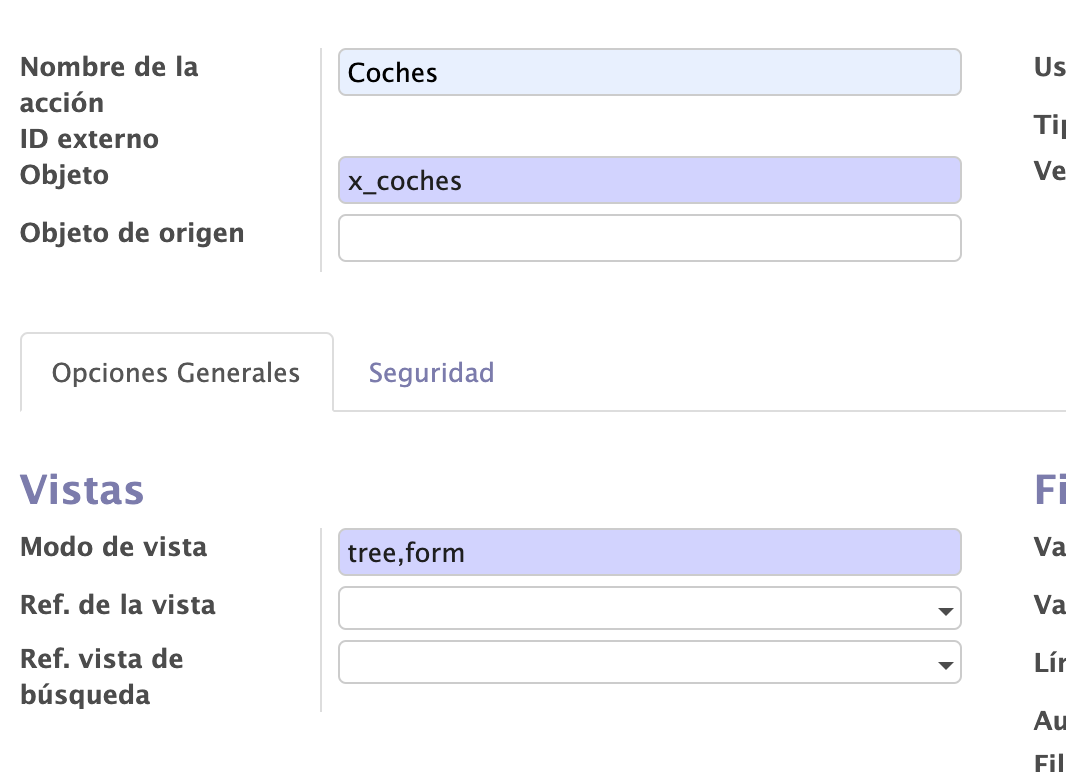 Nombre de la
acción
Coches
Us
ID externo
Tip
Objeto
x_coches
Ve
Objeto de origen
Opciones Generales
Seguridad
Vistas
Fi
Modo de vista
tree,form
Va
Ref. de la vista
Va
Ref. vista de
búsqueda
Lím
Au
Fil